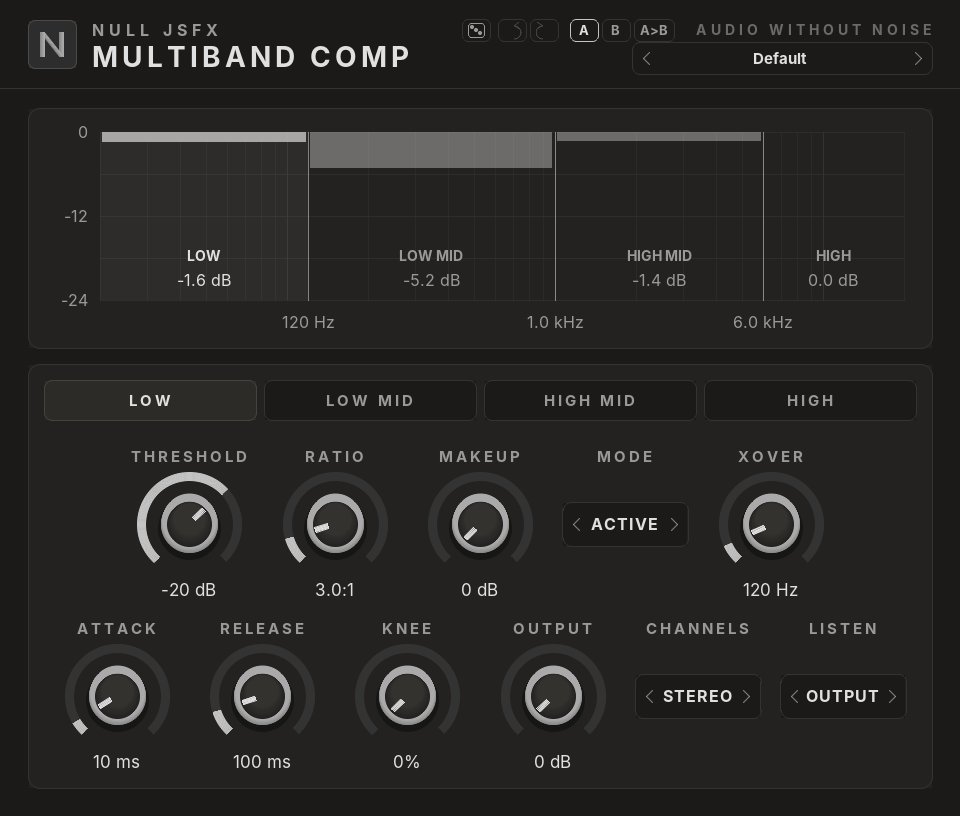 N
NULL JSFX
MULTIBAND COMP
A B A>B
AUDIO WITHOUT NOISE
Default
0
-12
-24
LOW LOW MID HIGH MID HIGH
-1.6 dB -5.2 dB -1.4 dB 0.0 dB
120 Hz 1.0 kHz 6.0 kHz
LOW LOW MID HIGH MID HIGH
THRESHOLD RATIO MAKEUP MODE XOVER
ACTIVE
-20 dB 3.0:1 0 dB 120 Hz
ATTACK RELEASE KNEE OUTPUT CHANNELS LISTEN
STEREO OUTPUT
10 ms 100 ms 0% 0 dB